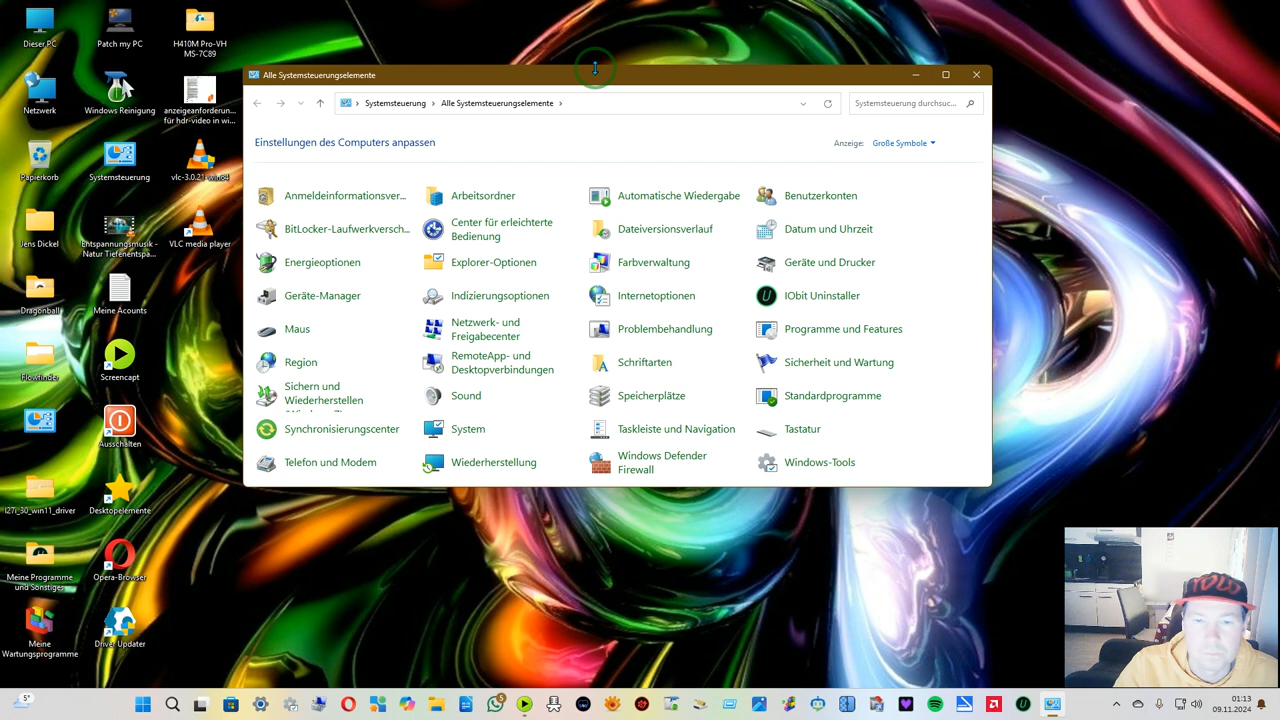 Dieser PC
Patch my PC
H410M Pro-VH
MS-7C89
Netzwerk
Windows Reinigung
anzeigeanforderun...
für hdr-video in wi...
Papierkorb
Systemsteuerung
vlc-3.0.21-win64
Jens Dickel
Entspannungsmusik -
Natur Tiefenentspa...
VLC media player
Dragonball
Meine Acounts
Flowfinder
Screencapt
Ausschalten
l27i_30_win11_driver
Desktopelemente
Meine Programme
und Sonstiges
Opera-Browser
Meine
Wartungsprogramme
Driver Updater
Alle Systemsteuerungselemente
Systemsteuerung
Alle Systemsteuerungselemente
Systemsteuerung durchsuc...
Einstellungen des Computers anpassen
Anzeige: Große Symbole
Anmeldeinformationsver...
Arbeitsordner
Automatische Wiedergabe
Benutzerkonten
BitLocker-Laufwerkversch...
Center für erleichterte
Bedienung
Dateiversionsverlauf
Datum und Uhrzeit
Energieoptionen
Explorer-Optionen
Farbverwaltung
Geräte und Drucker
Geräte-Manager
Indizierungsoptionen
Internetoptionen
IObit Uninstaller
Maus
Netzwerk- und
Freigabecenter
Problembehandlung
Programme und Features
Region
RemoteApp- und
Desktopverbindungen
Schriftarten
Sicherheit und Wartung
Sichern und
Wiederherstellen
Sound
Speicherplätze
Standardprogramme
Synchronisierungscenter
System
Taskleiste und Navigation
Tastatur
Telefon und Modem
Wiederherstellung
Windows Defender
Firewall
Windows-Tools
5°
5
01:13
09.11.2024